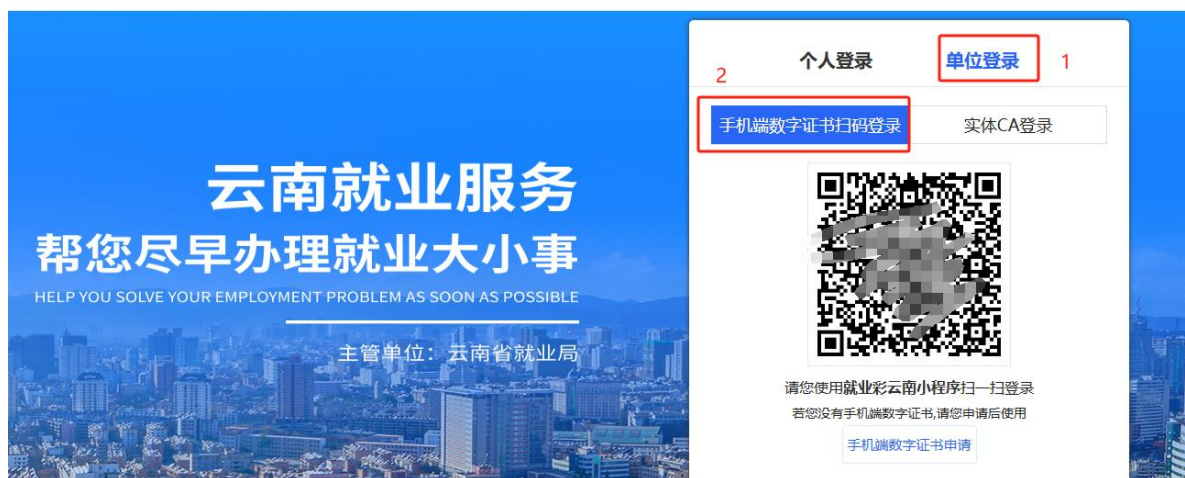 云南就业服务
帮您尽早办理就业大小事
HELP YOU SOLVE YOUR EMPLOYMENT PROBLEM AS SOON AS POSSIBLE
主管单位：云南省就业局
个人登录 单位登录 1
2
手机端数字证书扫码登录 实体CA登录
请您使用就业彩云南小程序扫一扫登录
若您没有手机端数字证书,请您申请后使用
手机端数字证书申请